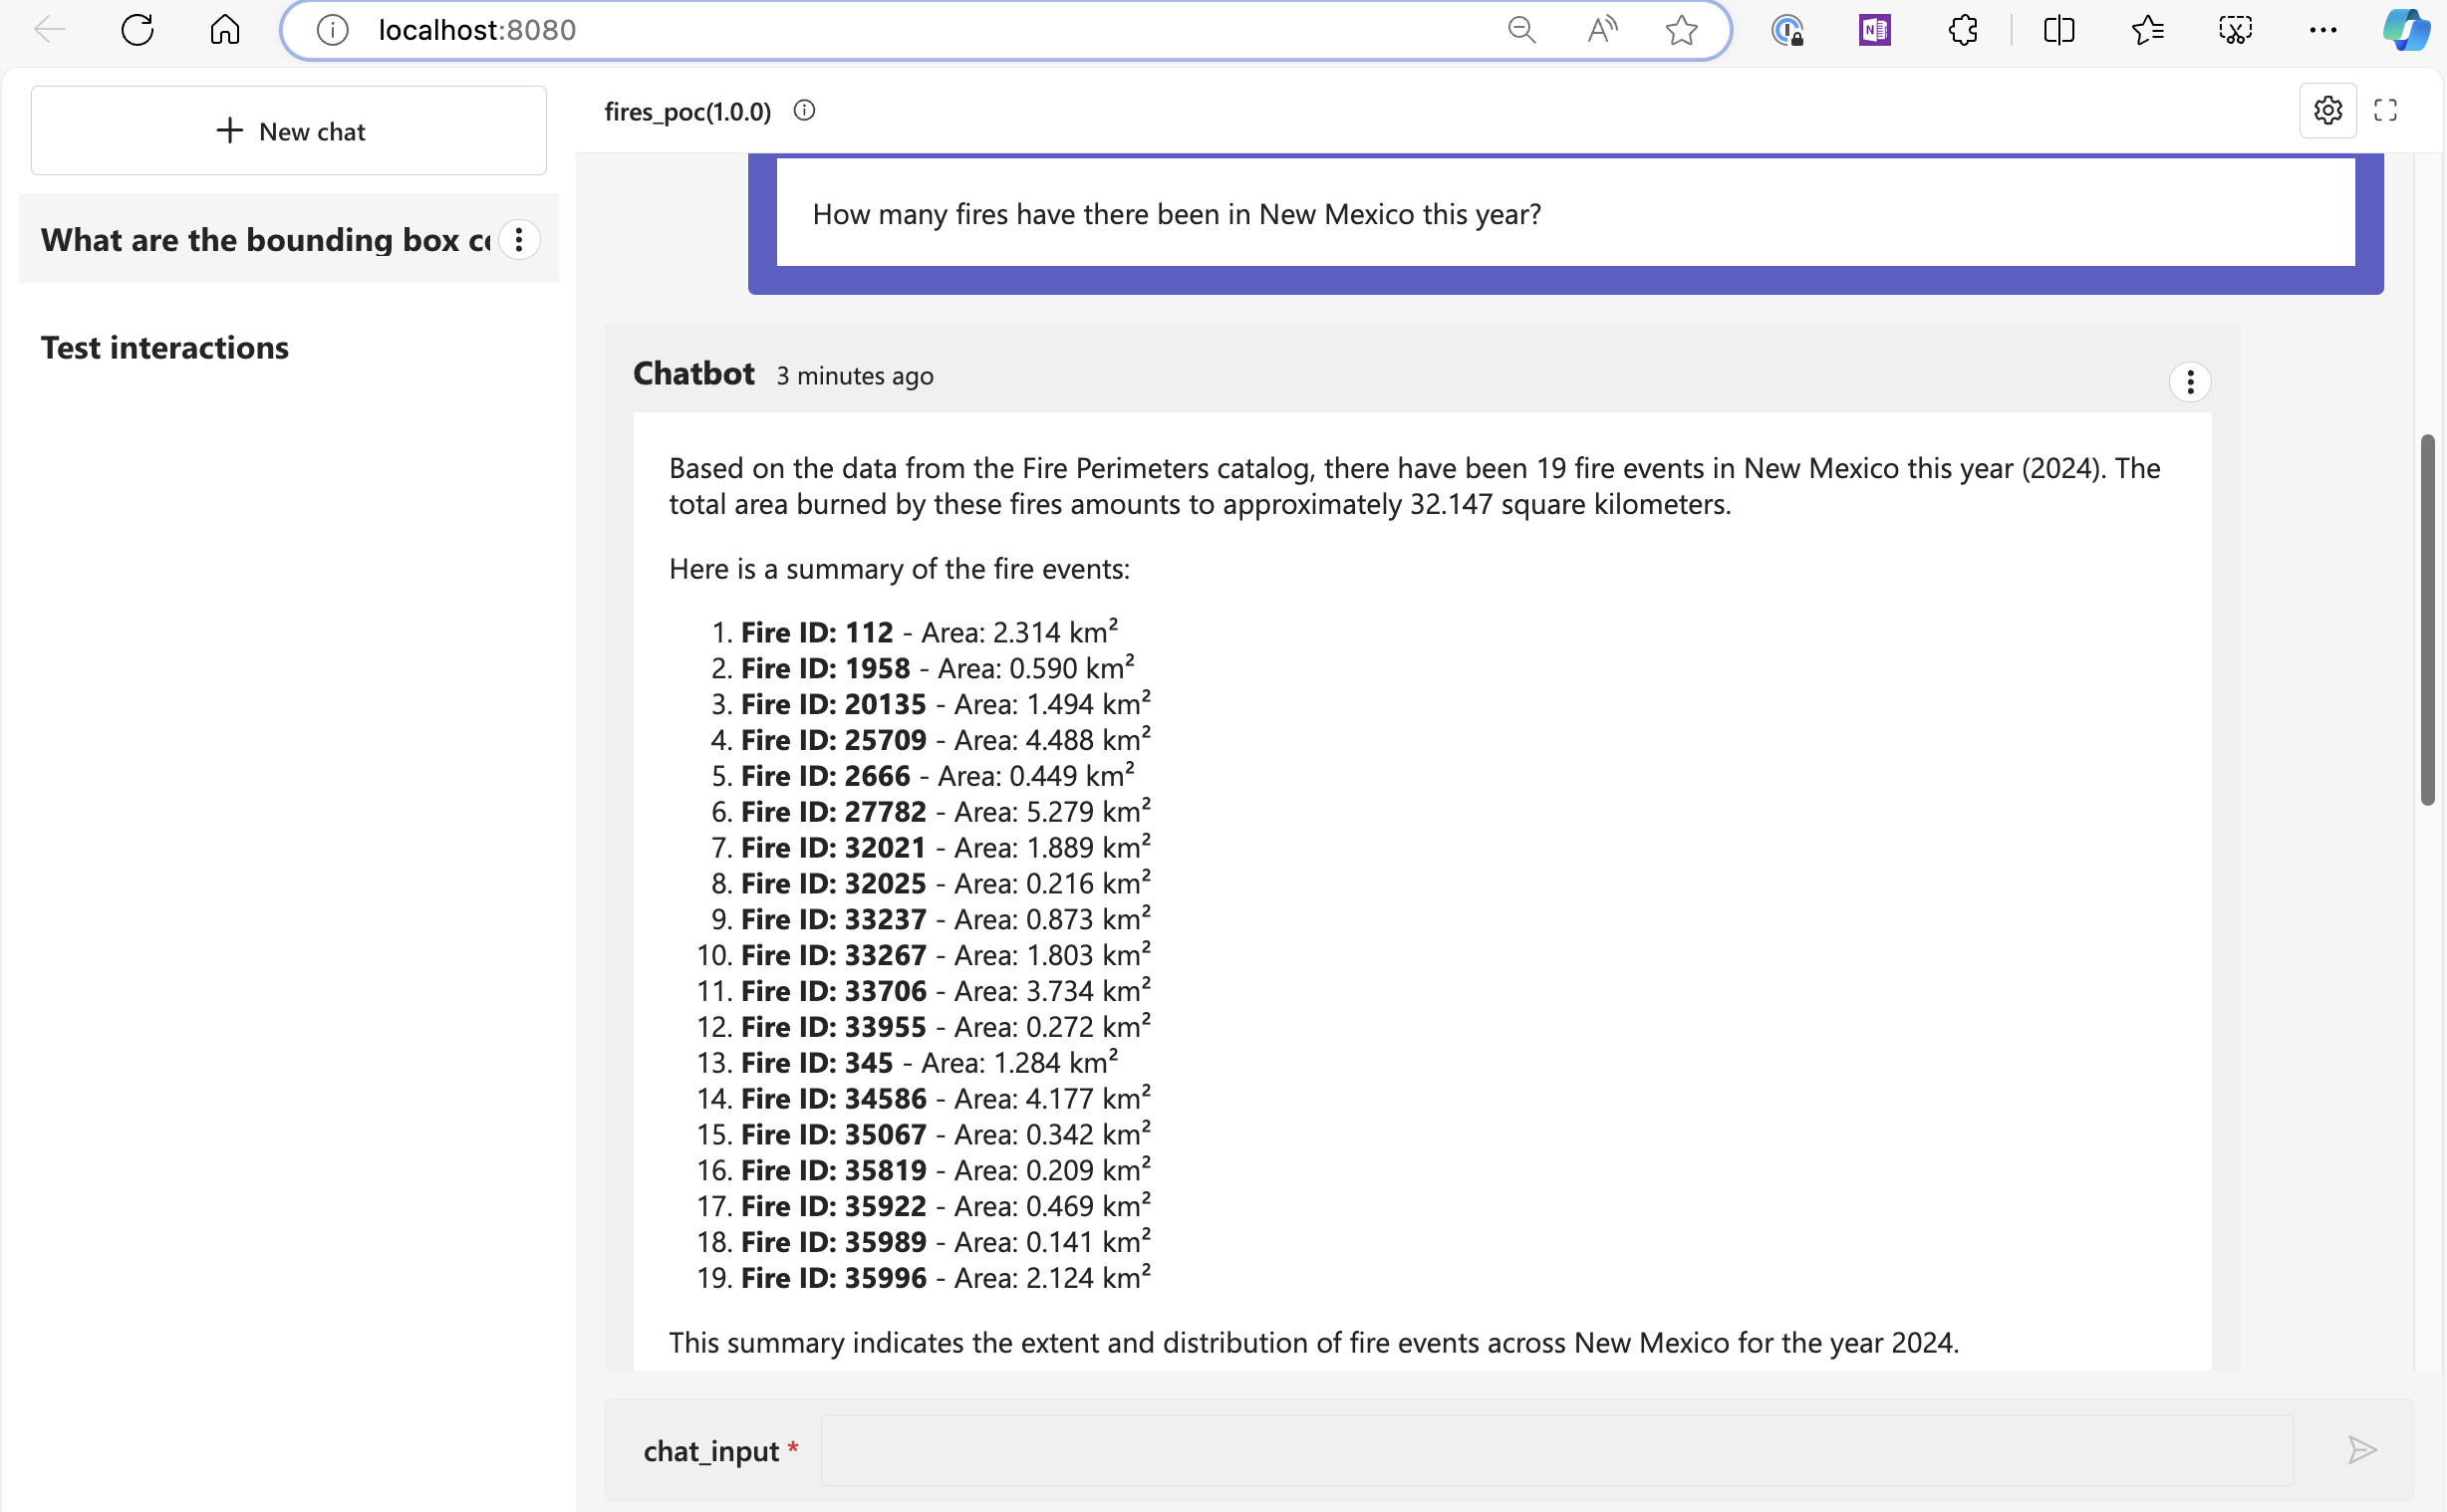 localhost:8080
New chat
fires_poc(1.0.0)
How many fires have there been in New Mexico this year?
What are the bounding box
Test interactions
Chatbot 3 minutes ago
Based on the data from the Fire Perimeters catalog, there have been 19 fire events in New Mexico this year (2024). The
total area burned by these fires amounts to approximately 32.147 square kilometers.
Here is a summary of the fire events:
1. Fire ID: 112 - Area: 2.314 km²
2. Fire ID: 1958 - Area: 0.590 km²
3. Fire ID: 20135 - Area: 1.494 km²
4. Fire ID: 25709 - Area: 4.488 km²
5. Fire ID: 2666 - Area: 0.449 km²
6. Fire ID: 27782 - Area: 5.279 km²
7. Fire ID: 32021 - Area: 1.889 km²
8. Fire ID: 32025 - Area: 0.216 km²
9. Fire ID: 33237 - Area: 0.873 km²
10. Fire ID: 33267 - Area: 1.803 km²
11. Fire ID: 33706 - Area: 3.734 km²
12. Fire ID: 33955 - Area: 0.272 km²
13. Fire ID: 345 - Area: 1.284 km²
14. Fire ID: 34586 - Area: 4.177 km²
15. Fire ID: 35067 - Area: 0.342 km²
16. Fire ID: 35819 - Area: 0.209 km²
17. Fire ID: 35922 - Area: 0.469 km²
18. Fire ID: 35989 - Area: 0.141 km²
19. Fire ID: 35996 - Area: 2.124 km²
This summary indicates the extent and distribution of fire events across New Mexico for the year 2024.
chat_input *